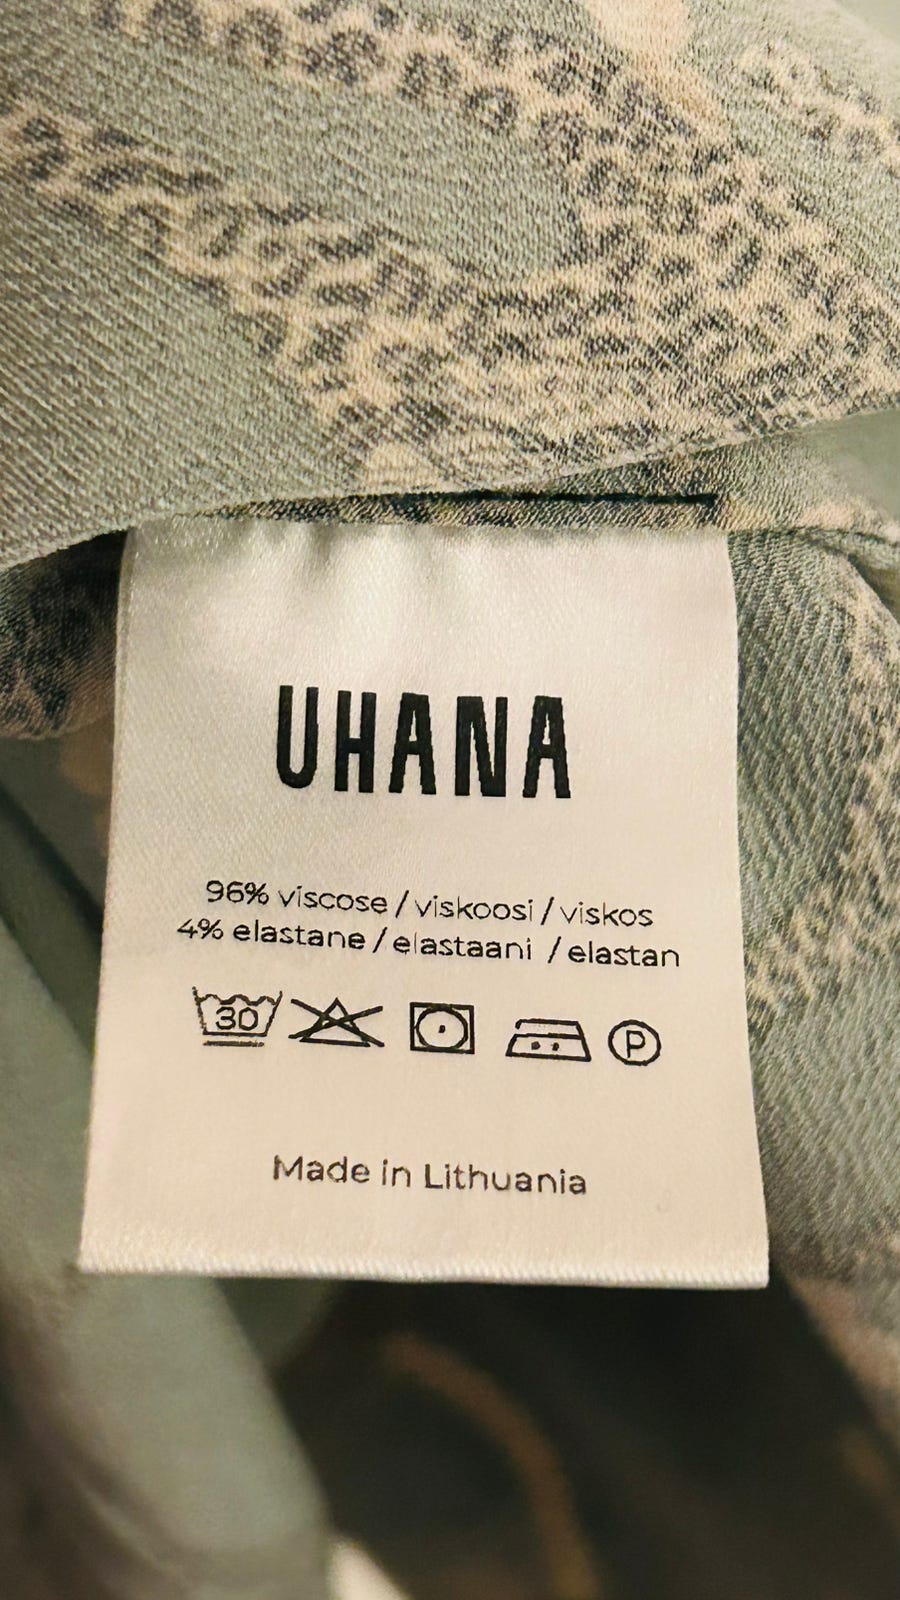 UHANA
96% viscose / viskoosi / viskos
4% elastane / elastaani / elastan
30
P
Made in Lithuania